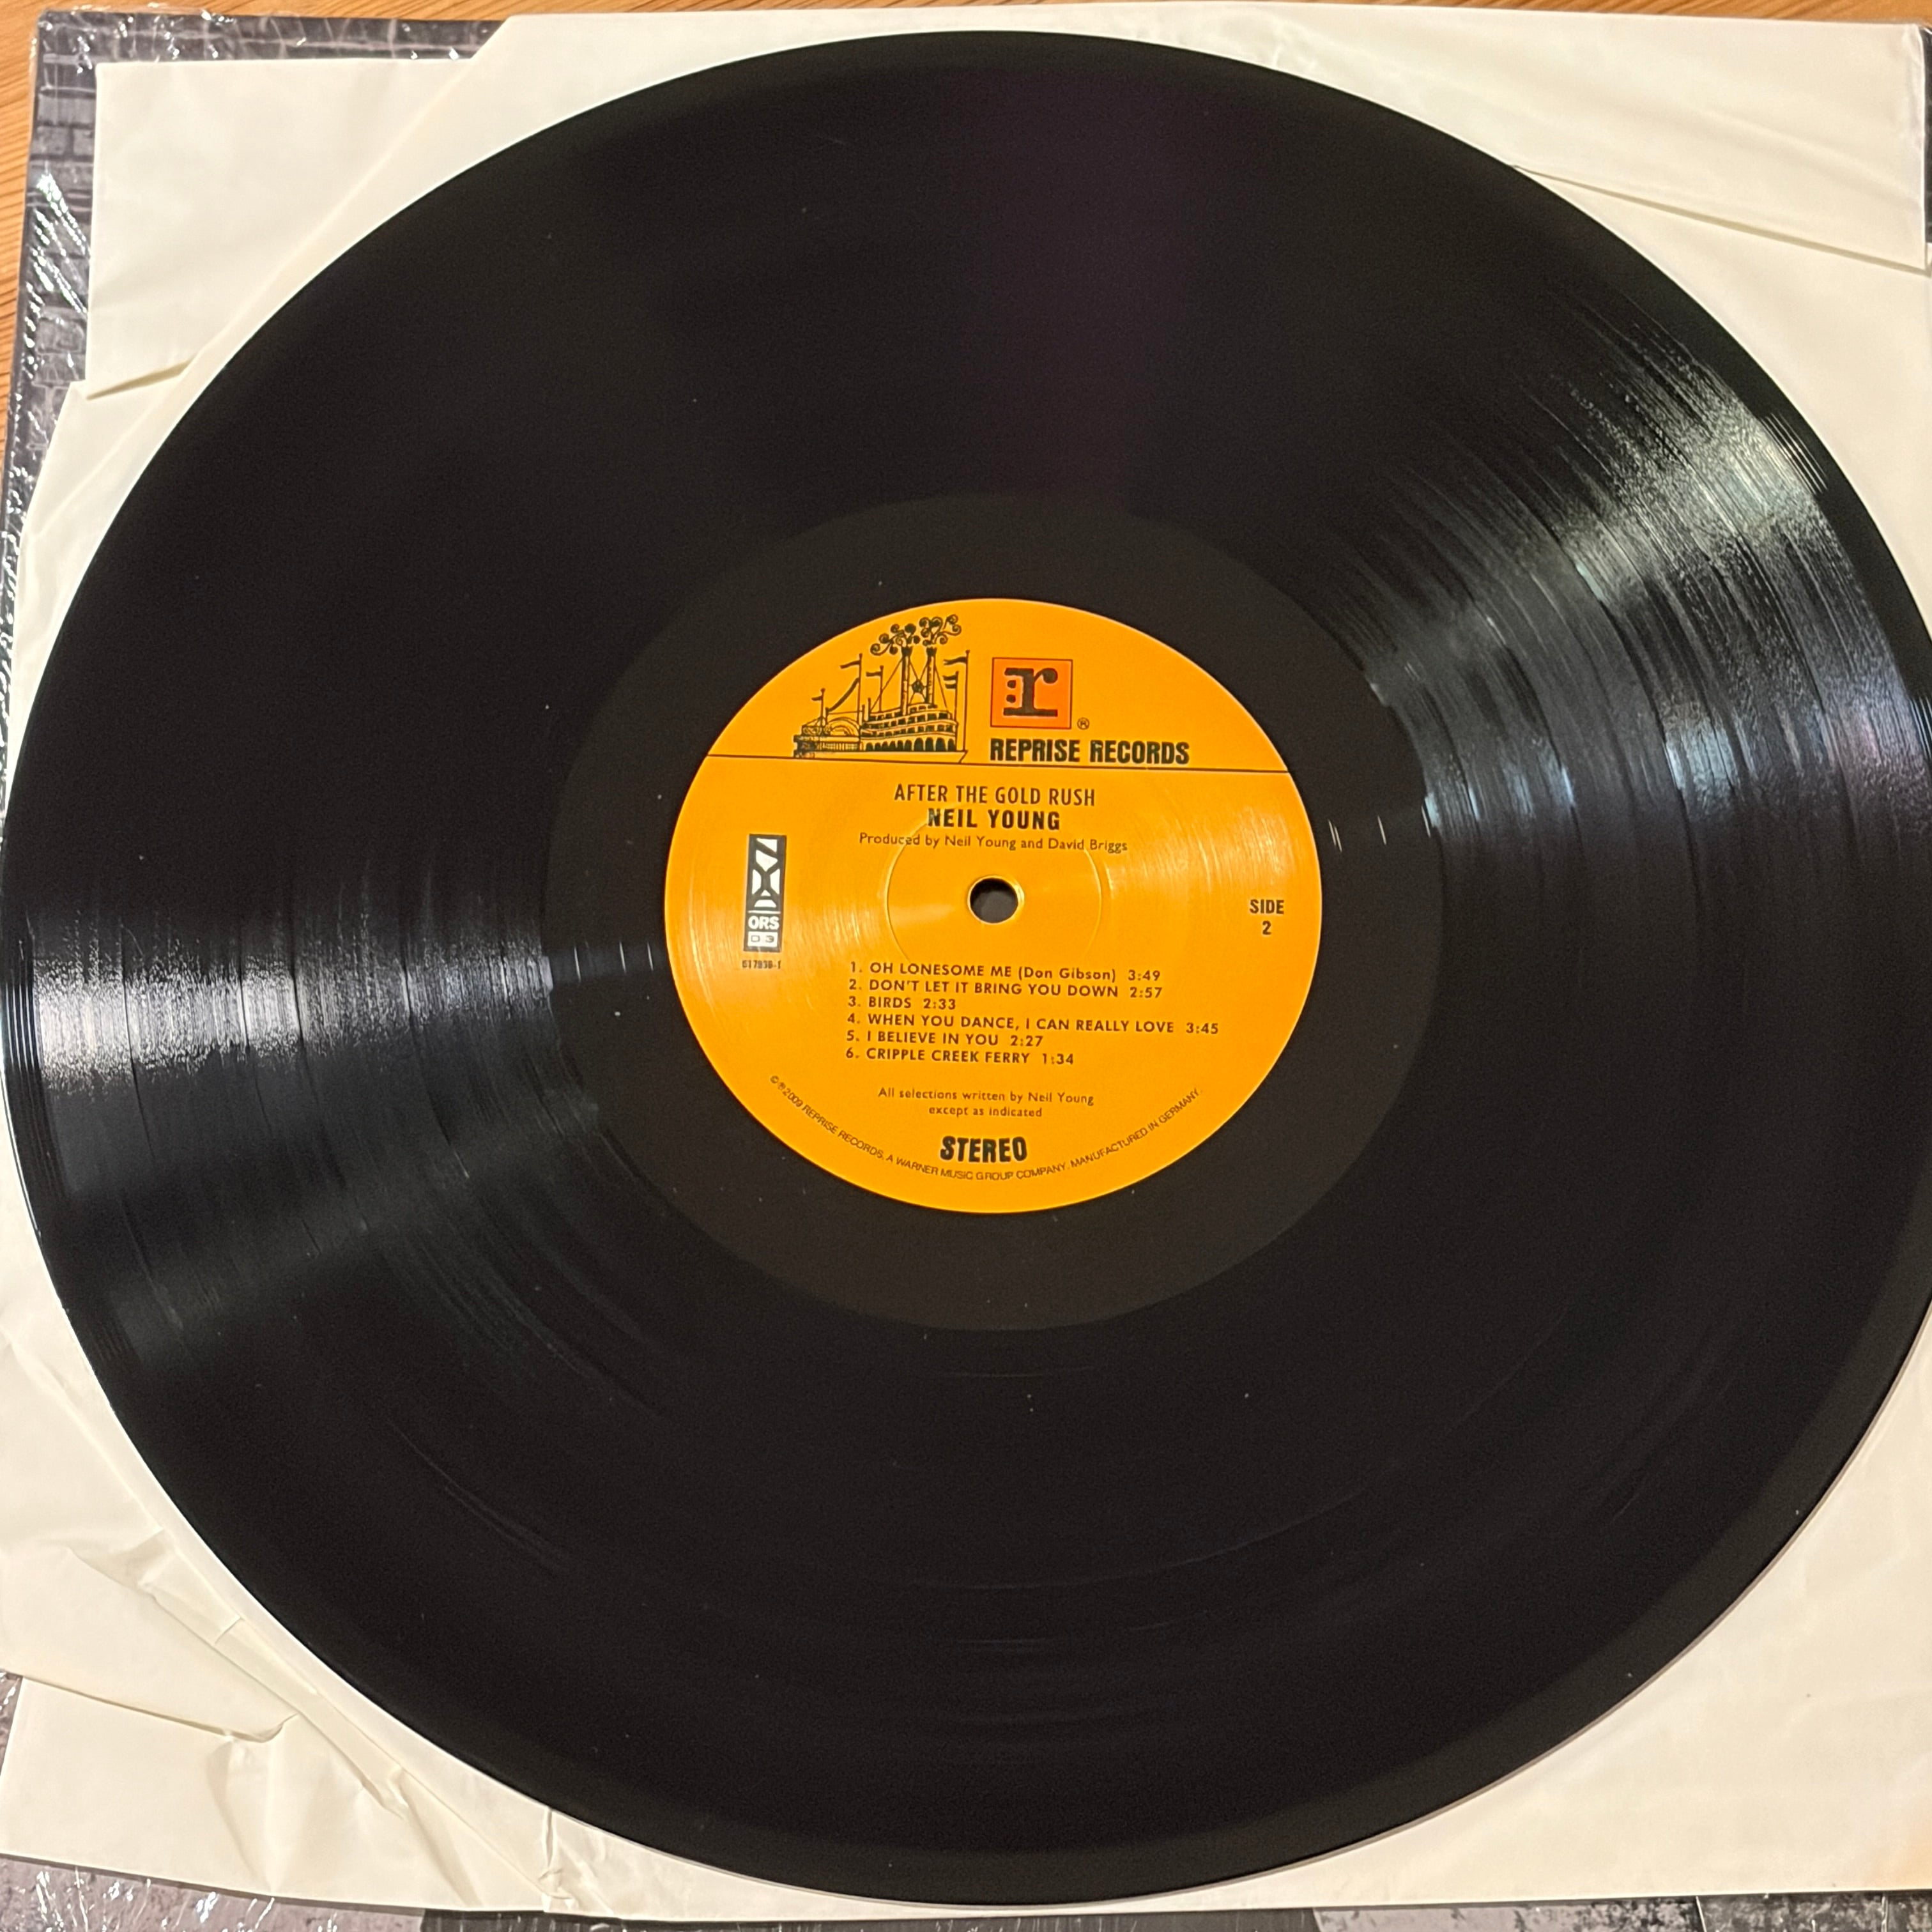 r ®
REPRISE RECORDS
AFTER THE GOLD RUSH
NEIL YOUNG
Produced by Neil Young and David Briggs
ORS
SIDE
2
1. OH LONESOME ME (Don Gibson) 3:49
2. DON'T LET IT BRING YOU DOWN 2:57
3. BIRDS 2:33
4. WHEN YOU DANCE, I CAN REALLY LOVE 3:45
5. I BELIEVE IN YOU 2:27
6. CRIPPLE CREEK FERRY 1:34
All selections written by Neil Young
except as indicated
STEREO
©℗2009 REPRISE RECORDS, A WARNER MUSIC GROUP COMPANY. MANUFACTURED IN GERMANY.